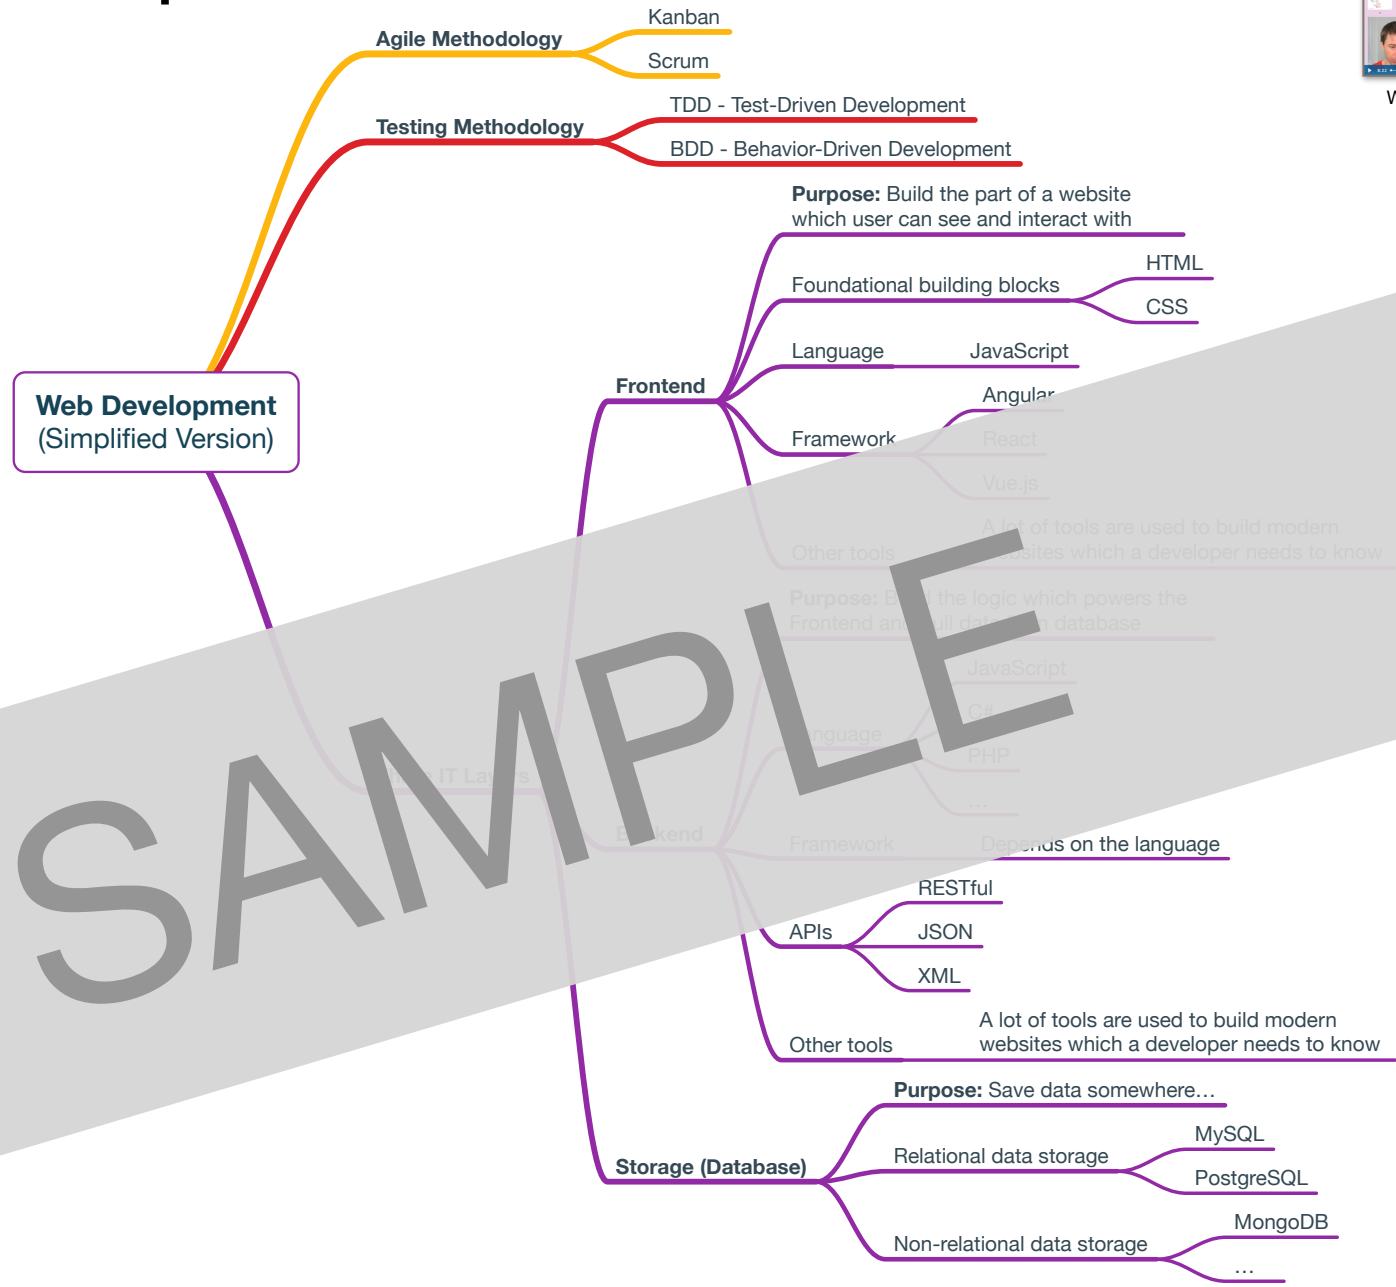 Kanban
Agile Methodology
Scrum
TDD - Test-Driven Development
Testing Methodology
BDD - Behavior-Driven Development
Purpose: Build the part of a website
which user can see and interact with
HTML
Foundational building blocks
CSS
Language
JavaScript
Frontend
Angular
Framework
React
Vue.js
Web Development
(Simplified Version)
A lot of tools are used to build modern
Other tools
which a developer needs to know
Purpose: the logic which powers the
Frontend database
JavaScript
C#
PHP
…
IT
Framework
Depends on the language
RESTful
APIs
JSON
XML
A lot of tools are used to build modern
Other tools
websites which a developer needs to know
Purpose: Save data somewhere…
MySQL
Relational data storage
Storage (Database)
PostgreSQL
MongoDB
Non-relational data storage
…
SAMPLE
W